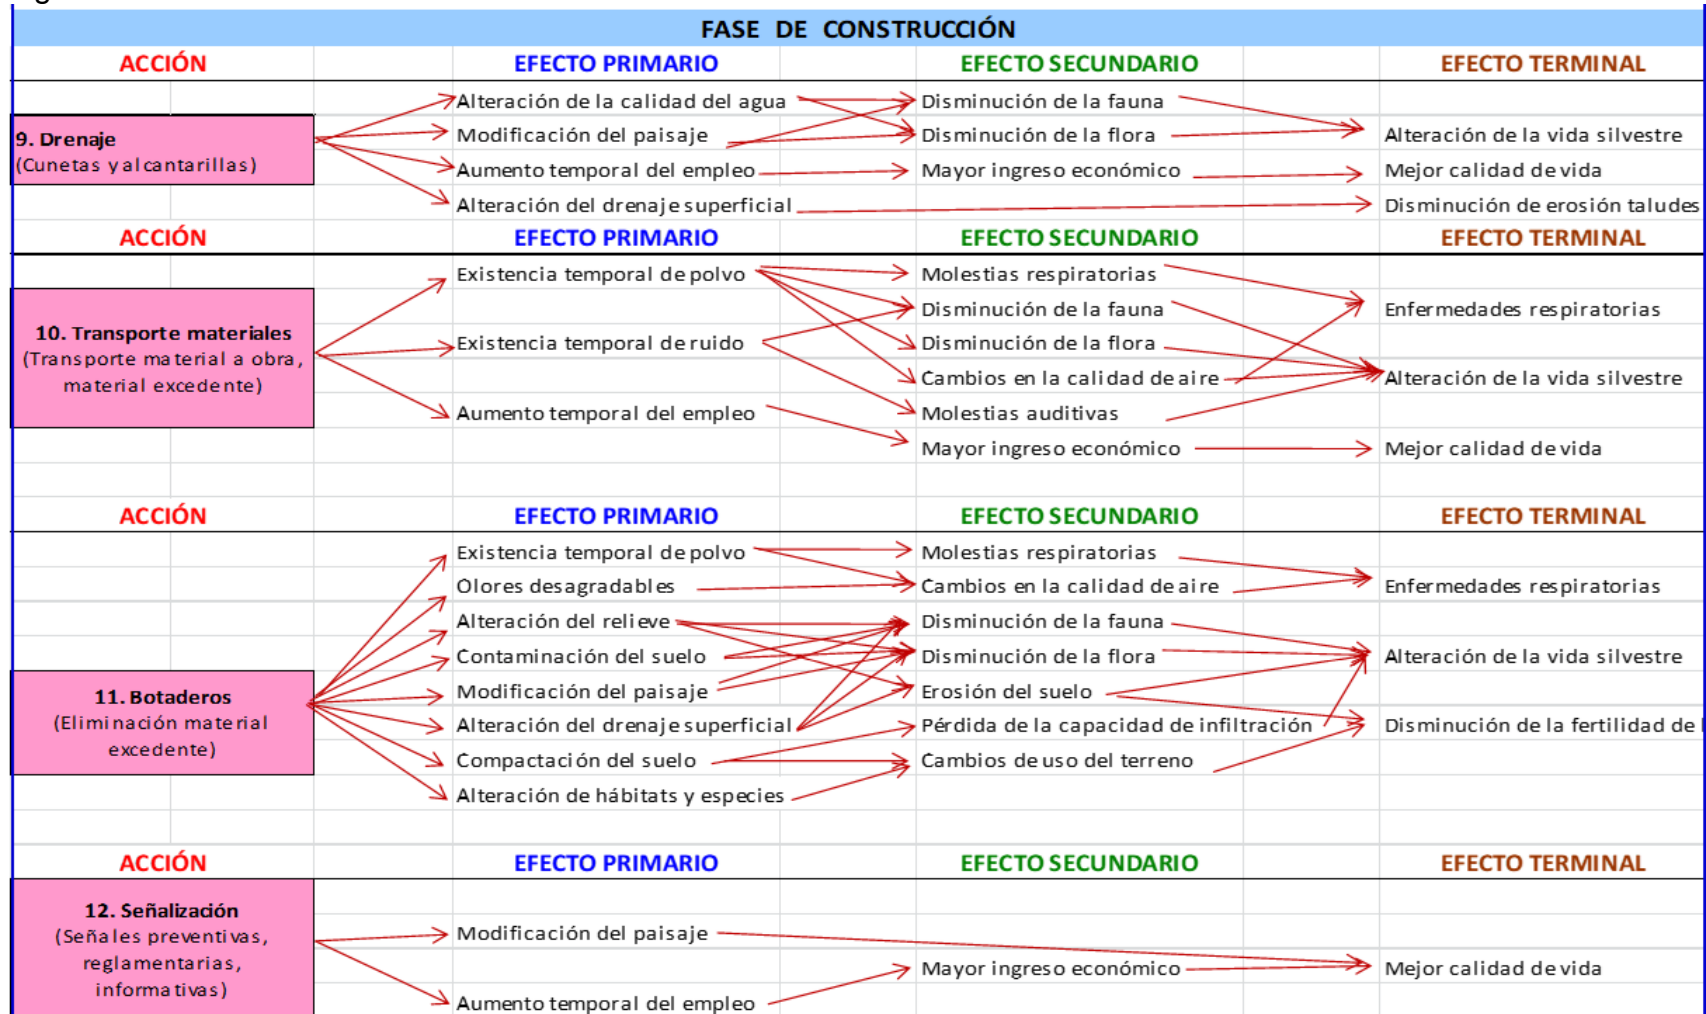 FASE DE CONSTRUCCIÓN
ACCIÓN EFECTO PRIMARIO EFECTO SECUNDARIO EFECTO TERMINAL
Alteración de la calidad del agua Disminución de la fauna
9. Drenaje Modificación del paisaje Disminución de la flora Alteración de la vida silvestre
(Cunetas y alcantarillas) Aumento temporal del empleo Mayor ingreso económico Mejor calidad de vida
Alteración del drenaje superficial Disminución de erosión taludes
ACCIÓN EFECTO PRIMARIO EFECTO SECUNDARIO EFECTO TERMINAL
Existencia temporal de polvo Molestias respiratorias
Disminución de la fauna Enfermedades respiratorias
10. Transporte materiales Existencia temporal de ruido Disminución de la flora
(Transporte material a obra,
material excedente) Cambios en la calidad de aire Alteración de la vida silvestre
Aumento temporal del empleo Molestias auditivas
Mayor ingreso económico Mejor calidad de vida
ACCIÓN EFECTO PRIMARIO EFECTO SECUNDARIO EFECTO TERMINAL
Existencia temporal de polvo Molestias respiratorias
Olores desagradables Cambios en la calidad de aire Enfermedades respiratorias
Alteración del relieve Disminución de la fauna
Contaminación del suelo Disminución de la flora Alteración de la vida silvestre
11. Botaderos Modificación del paisaje Erosión del suelo
(Eliminación material Alteración del drenaje superficial Pérdida de la capacidad de infiltración Disminución de la fertilidad de
excedente) Compactación del suelo Cambios de uso del terreno
Alteración de hábitats y especies
ACCIÓN EFECTO PRIMARIO EFECTO SECUNDARIO EFECTO TERMINAL
12. Señalización
(Señales preventivas, Modificación del paisaje
reglamentarias, Mayor ingreso económico Mejor calidad de vida
informativas)
Aumento temporal del empleo